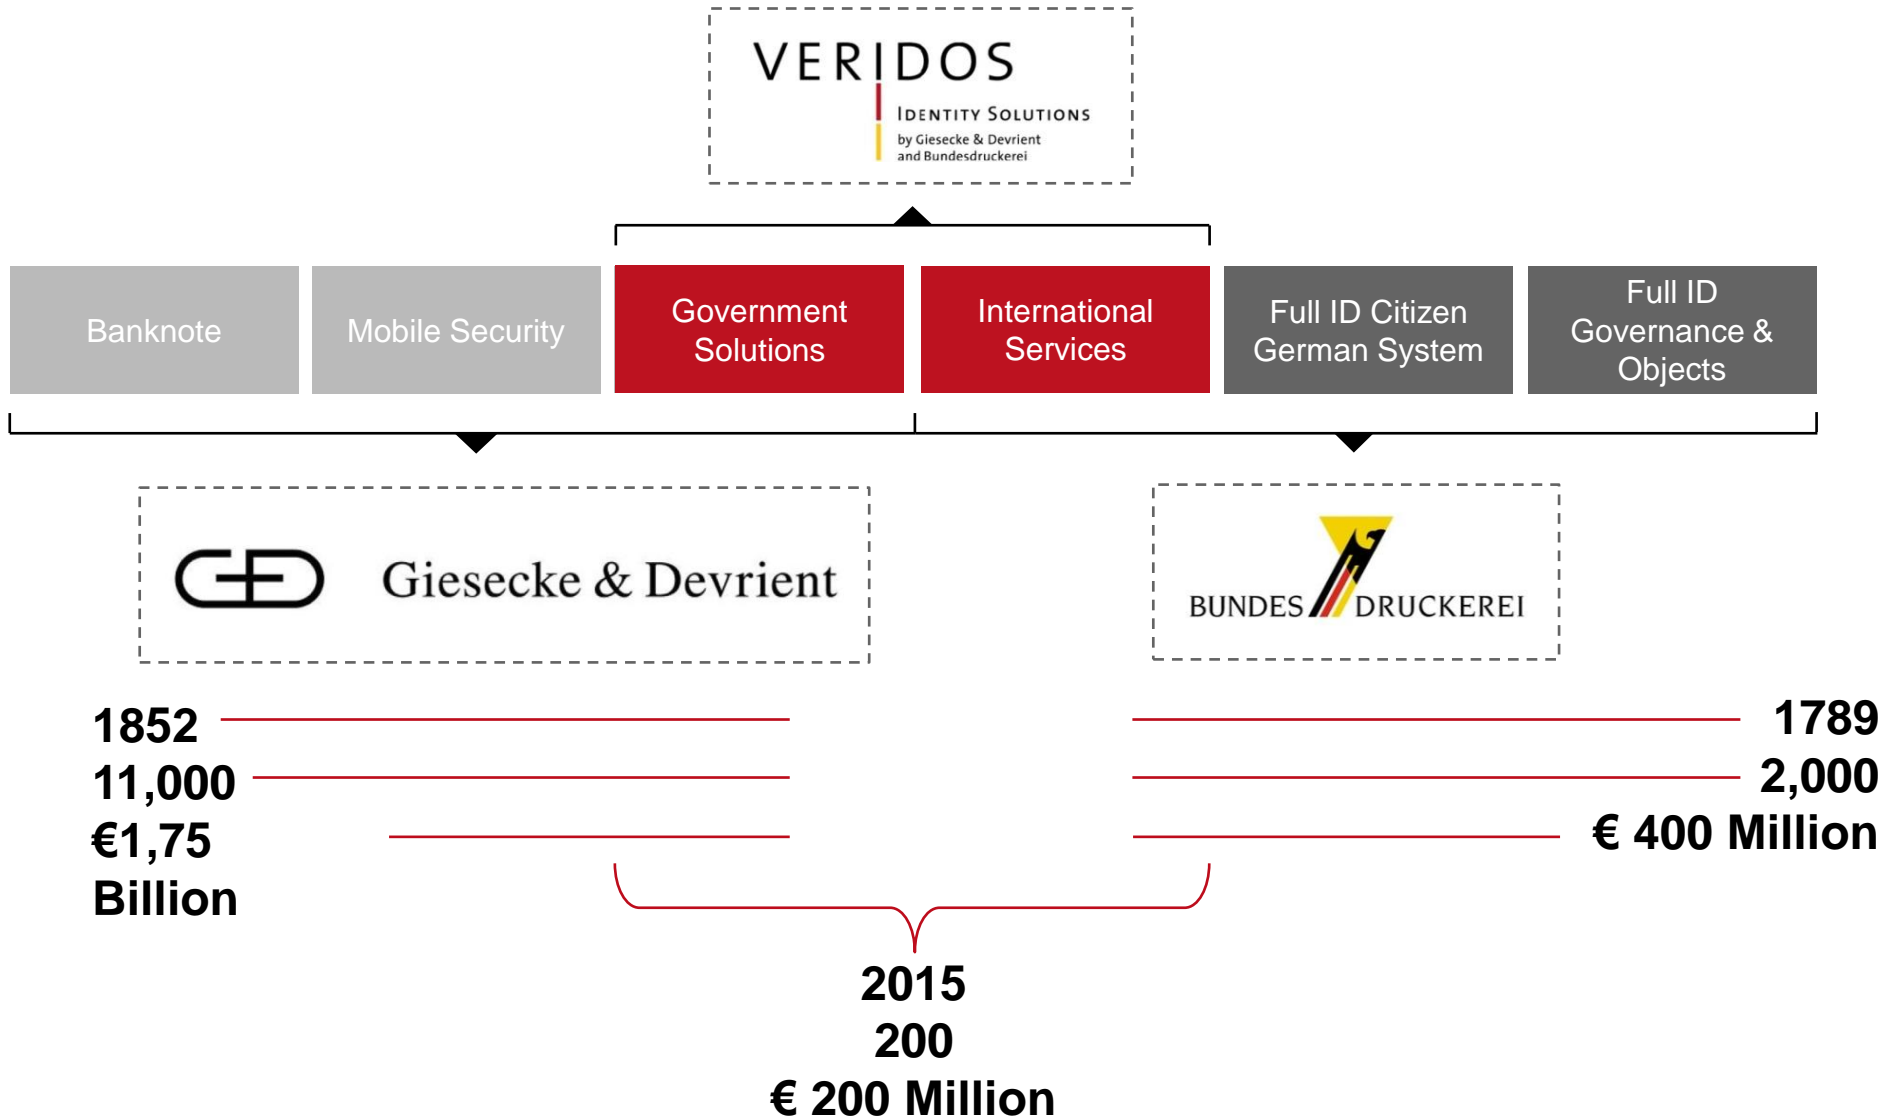 VERIDOS
IDENTITY SOLUTIONS
by Giesecke & Devrient
and Bundesdruckerei
Banknote
Mobile Security
Government
Solutions
International
Services
Full ID Citizen
German System
Full ID
Governance &
Objects
Giesecke & Devrient
BUNDESDRUCKEREI
1852
11,000
€1,75
Billion
1789
2,000
€ 400 Million
2015
200
€ 200 Million